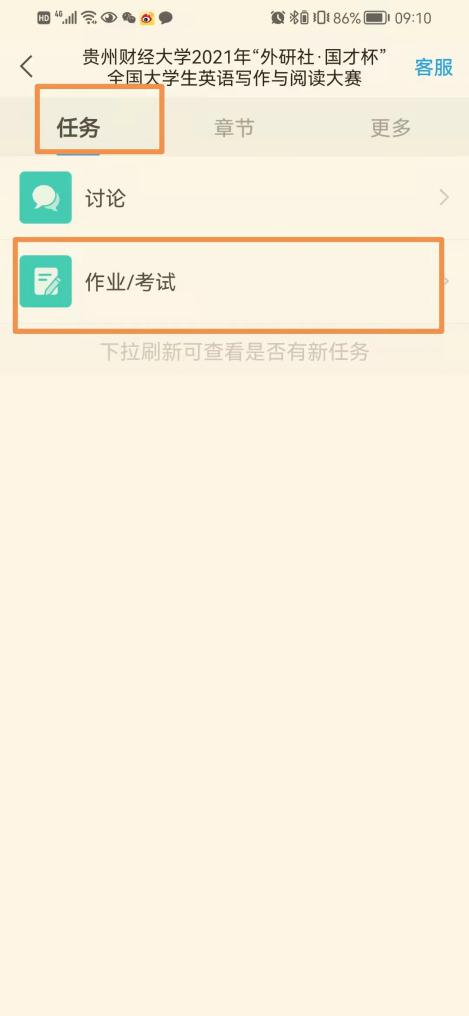 HD 4G 86% 09:10
贵州财经大学2021年“外研社·国才杯”
全国大学生英语写作与阅读大赛
客服
任务 章节 更多
讨论
作业/考试
下拉刷新可查看是否有新任务